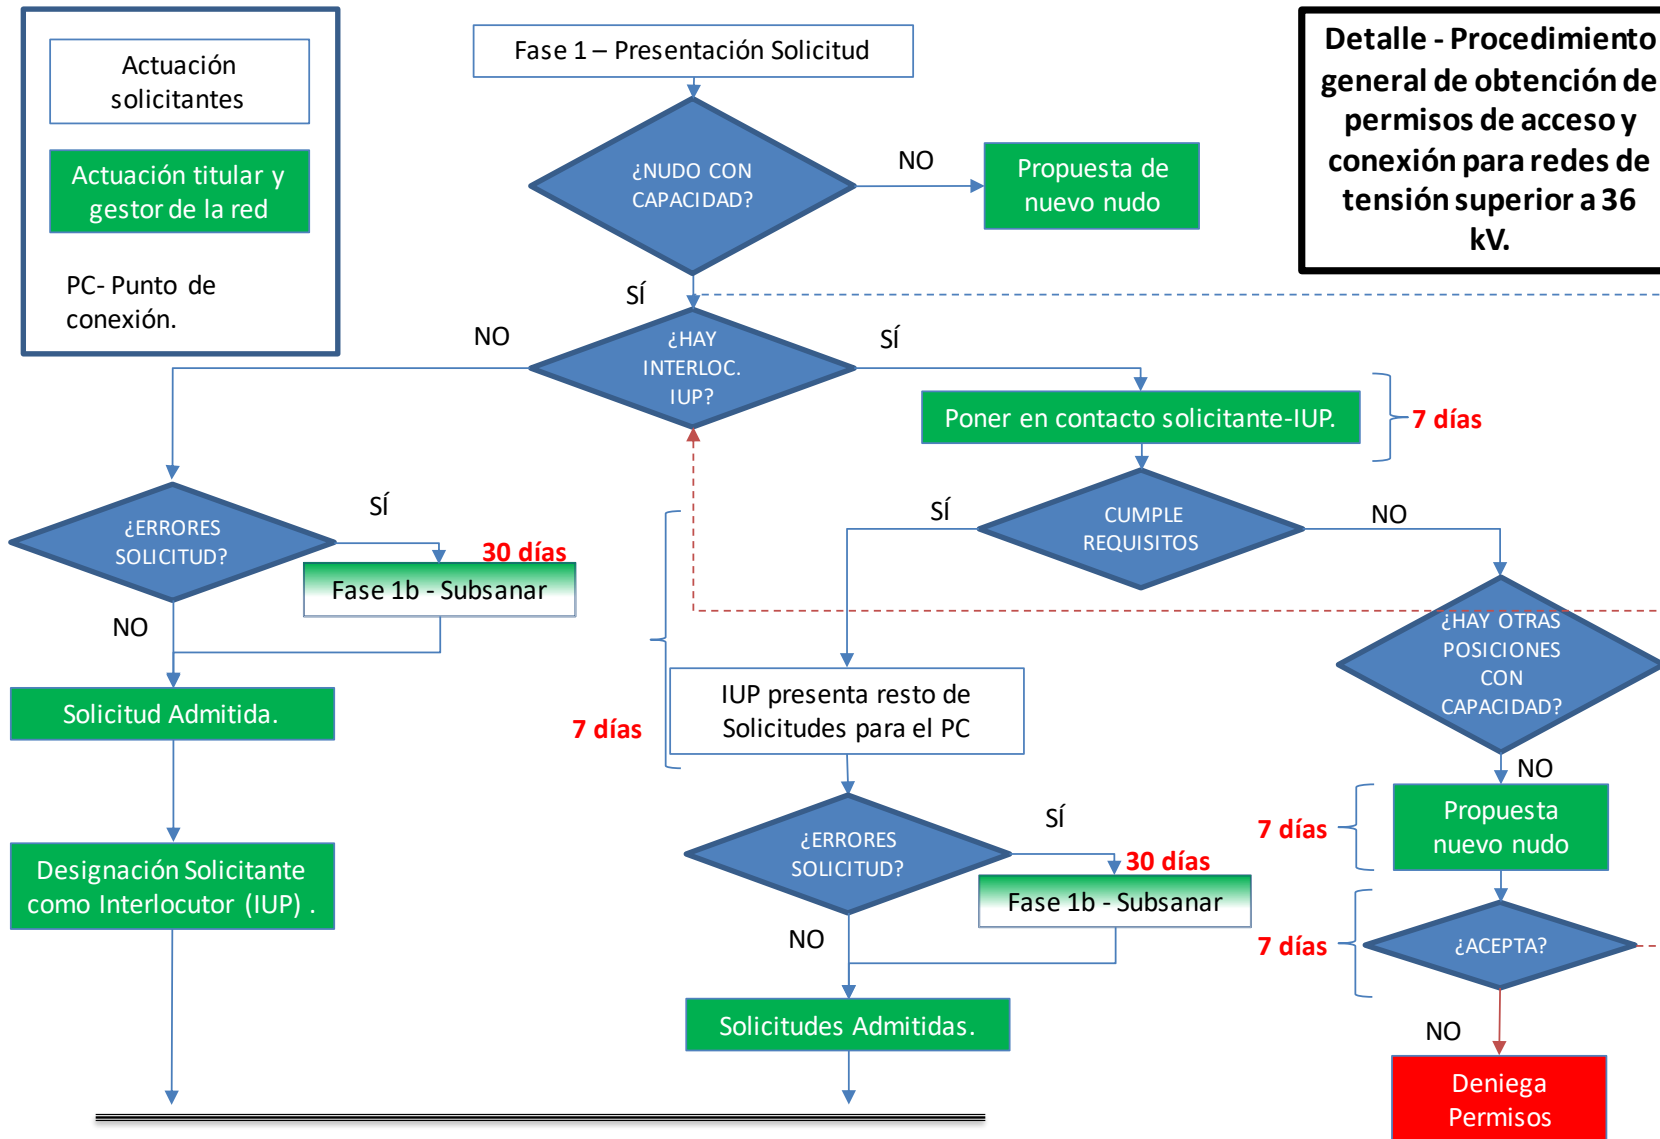 Actuación
solicitantes
Actuación titular y
gestor de la red
PC- Punto de
conexión.
Fase 1 – Presentación Solicitud
Detalle - Procedimiento
general de obtención de
permisos de acceso y
conexión para redes de
tensión superior a 36
kV.
¿NUDO CON
CAPACIDAD?
NO
Propuesta de
nuevo nudo
SÍ
¿HAY
INTERLOC.
IUP?
NO
SÍ
Poner en contacto solicitante-IUP.
7 días
¿ERRORES
SOLICITUD?
SÍ
30 días
Fase 1b - Subsanar
NO
Solicitud Admitida.
Designación Solicitante
como Interlocutor (IUP) .
CUMPLE
REQUISITOS
SÍ
NO
7 días
IUP presenta resto de
Solicitudes para el PC
¿ERRORES
SOLICITUD?
SÍ
30 días
Fase 1b - Subsanar
NO
Solicitudes Admitidas.
¿HAY OTRAS
POSICIONES
CON
CAPACIDAD?
NO
Propuesta
nuevo nudo
7 días
¿ACEPTA?
7 días
NO
Deniega
Permisos